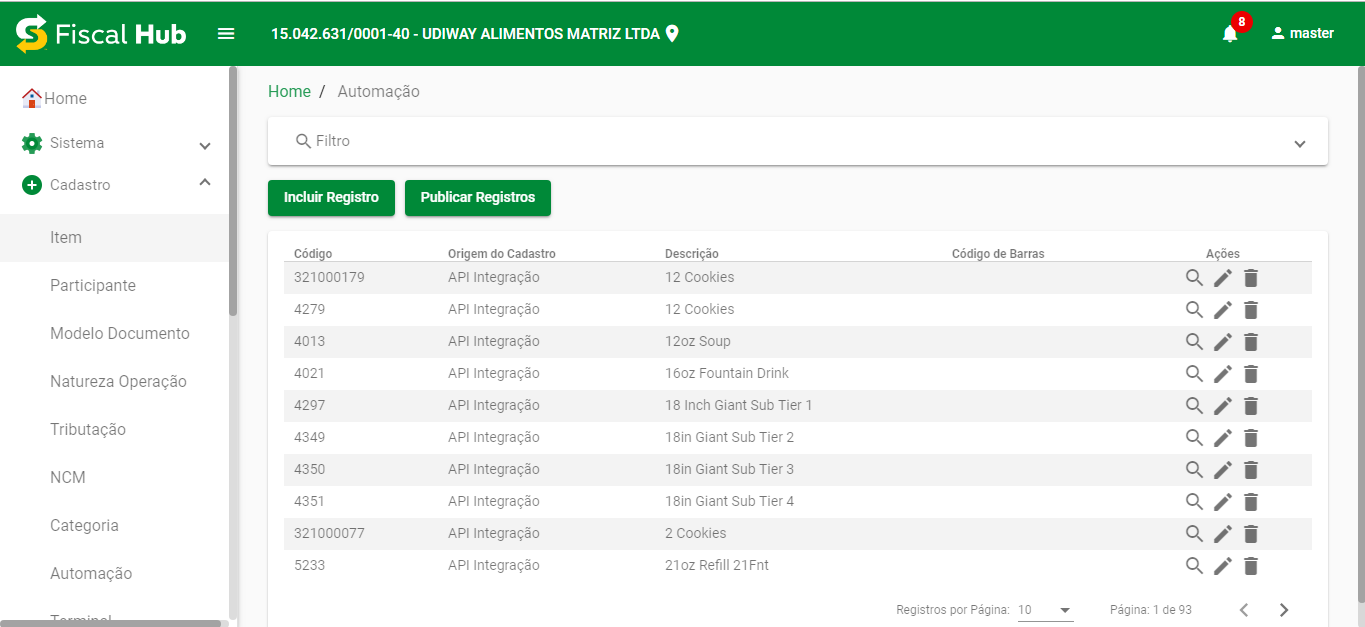 Fiscal Hub
15.042.631/0001-40 - UDIWAY ALIMENTOS MATRIZ LTDA
8
master
Home
Sistema
Cadastro
Item
Participante
Modelo Documento
Natureza Operação
Tributação
NCM
Categoria
Automação
Terminal
Home / Automação
Filtro
Incluir Registro Publicar Registros
Código Origem do Cadastro Descrição Código de Barras Ações
321000179 API Integração 12 Cookies
4279 API Integração 12 Cookies
4013 API Integração 12oz Soup
4021 API Integração 16oz Fountain Drink
4297 API Integração 18 Inch Giant Sub Tier 1
4349 API Integração 18in Giant Sub Tier 2
4350 API Integração 18in Giant Sub Tier 3
4351 API Integração 18in Giant Sub Tier 4
321000077 API Integração 2 Cookies
5233 API Integração 21oz Refill 21Fnt
Registros por Página: 10 Página: 1 de 93